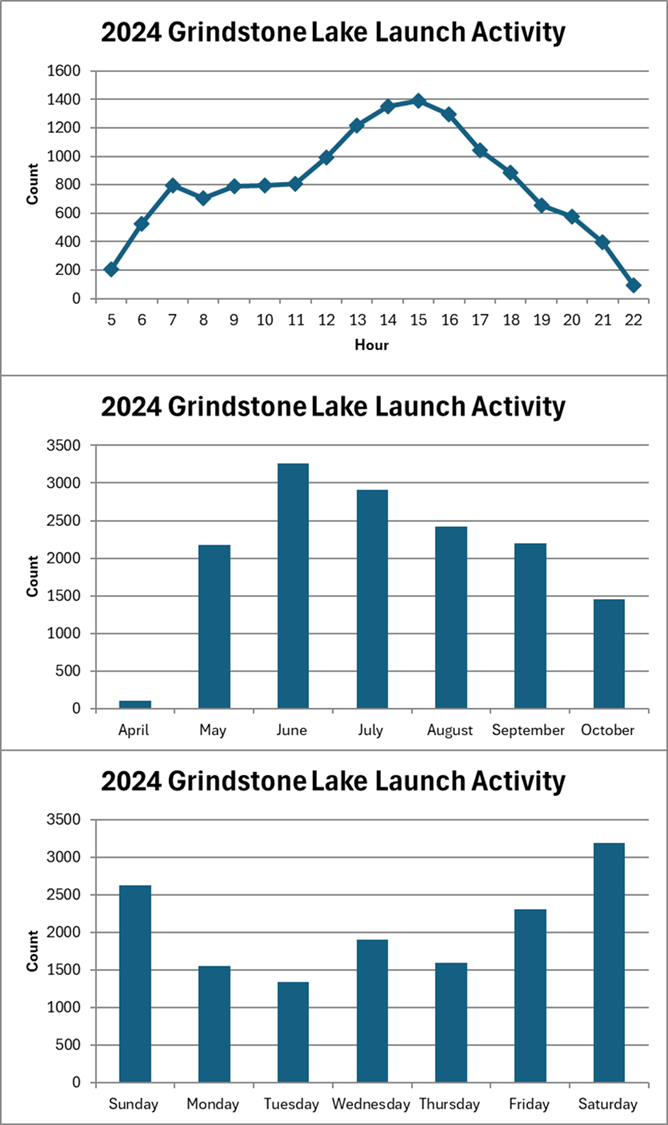 2024 Grindstone Lake Launch Activity
1600
1400
1200
1000
800
600
400
200
0
Count
5 6 7 8 9 10 11 12 13 14 15 16 17 18 19 20 21 22
Hour
2024 Grindstone Lake Launch Activity
3500
3000
2500
2000
1500
1000
500
0
Count
April May June July August September October
2024 Grindstone Lake Launch Activity
3500
3000
2500
2000
1500
1000
500
0
Count
Sunday Monday Tuesday Wednesday Thursday Friday Saturday